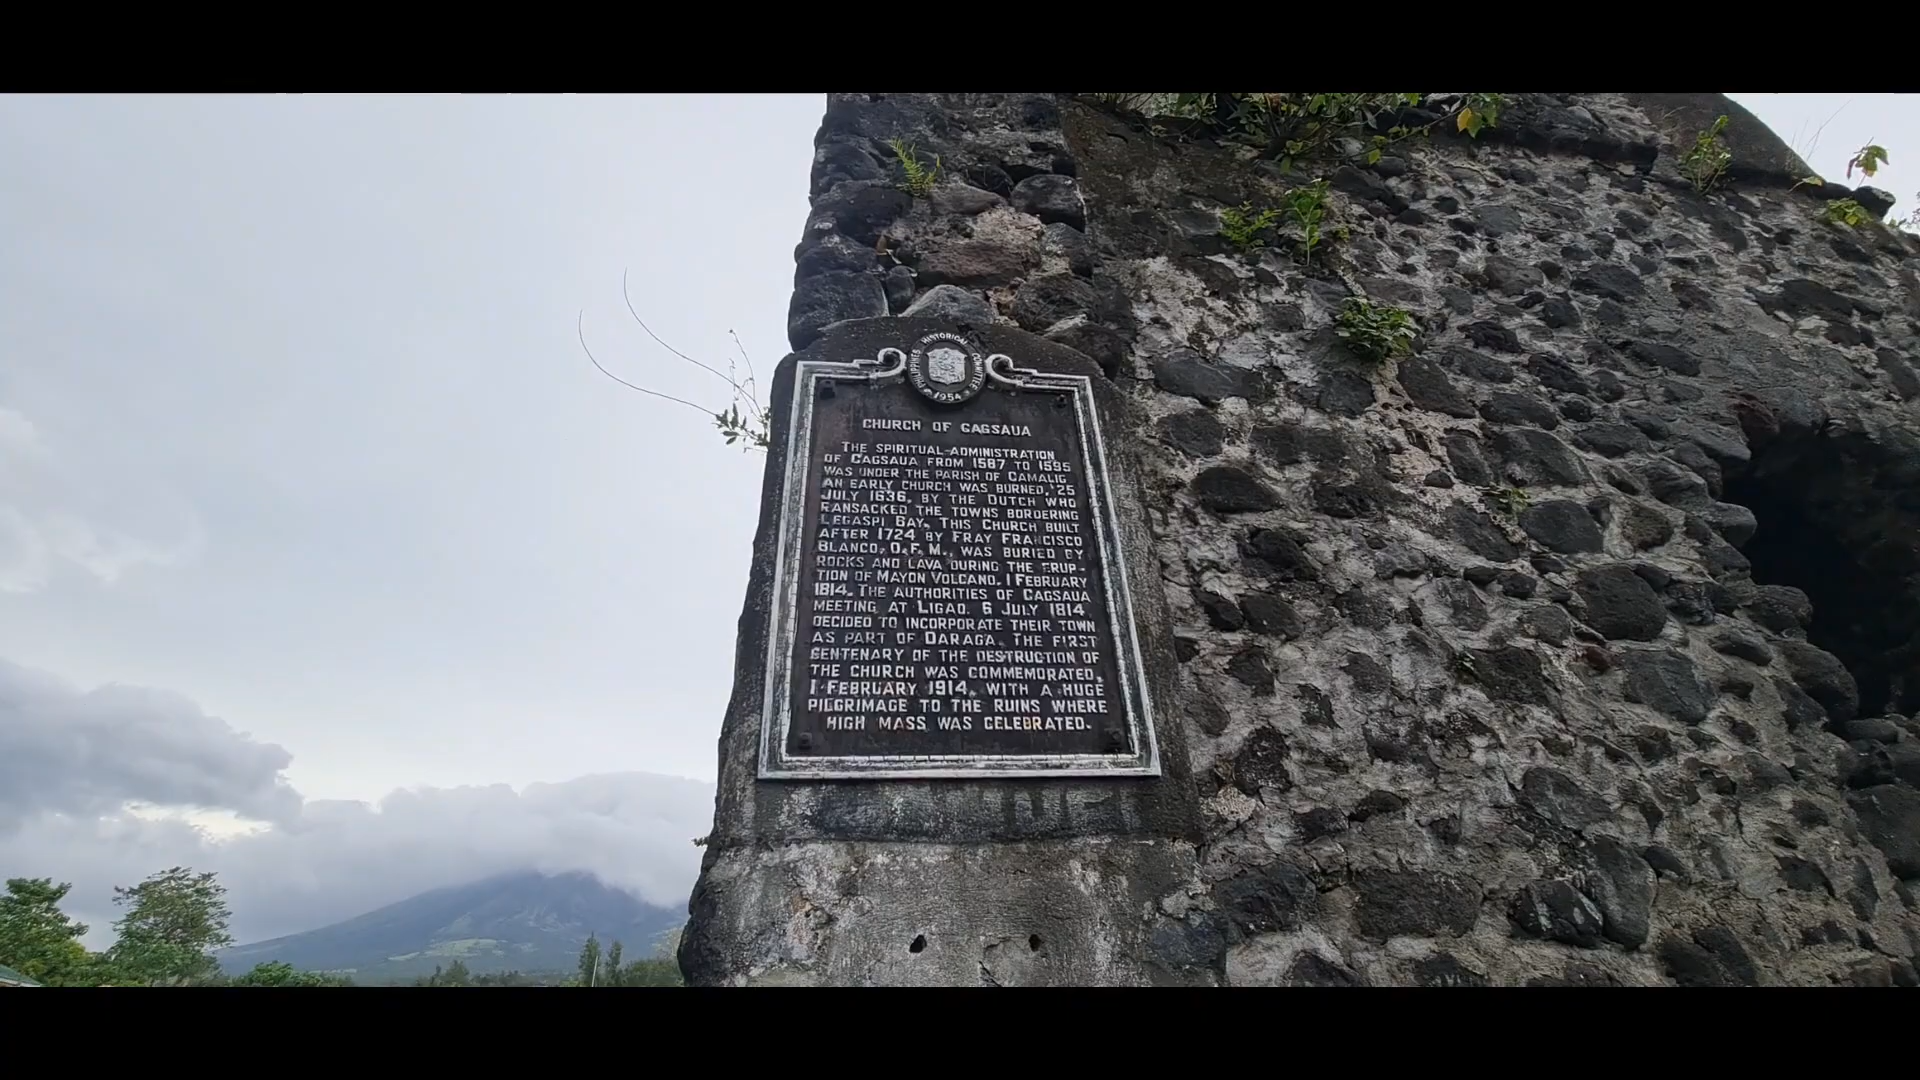 PHILIPPINES HISTORICAL COMMITTEE
1954
CHURCH OF CAGSAUA
THE SPIRITUAL ADMINISTRATION
OF CAGSAUA FROM 1587 TO 1595
WAS UNDER THE PARISH OF CAMALIG
AN EARLY CHURCH WAS BURNED, 25
JULY 1636, BY THE DUTCH WHO
RANSACKED THE TOWNS BORDERING
LEGASPI BAY. THIS CHURCH BUILT
AFTER 1724 BY FRAY FRANCISCO
BLANCO, O.F.M., WAS BURIED BY
ROCKS AND LAVA DURING THE ERUP-
TION OF MAYON VOLCANO, 1 FEBRUARY
1814. THE AUTHORITIES OF CAGSAUA
MEETING AT LIGAO, 6 JULY 1814,
DECIDED TO INCORPORATE THEIR TOWN
AS PART OF DARAGA. THE FIRST
CENTENARY OF THE DESTRUCTION OF
THE CHURCH WAS COMMEMORATED,
1 FEBRUARY 1914, WITH A HUGE
PILGRIMAGE TO THE RUINS WHERE
HIGH MASS WAS CELEBRATED.